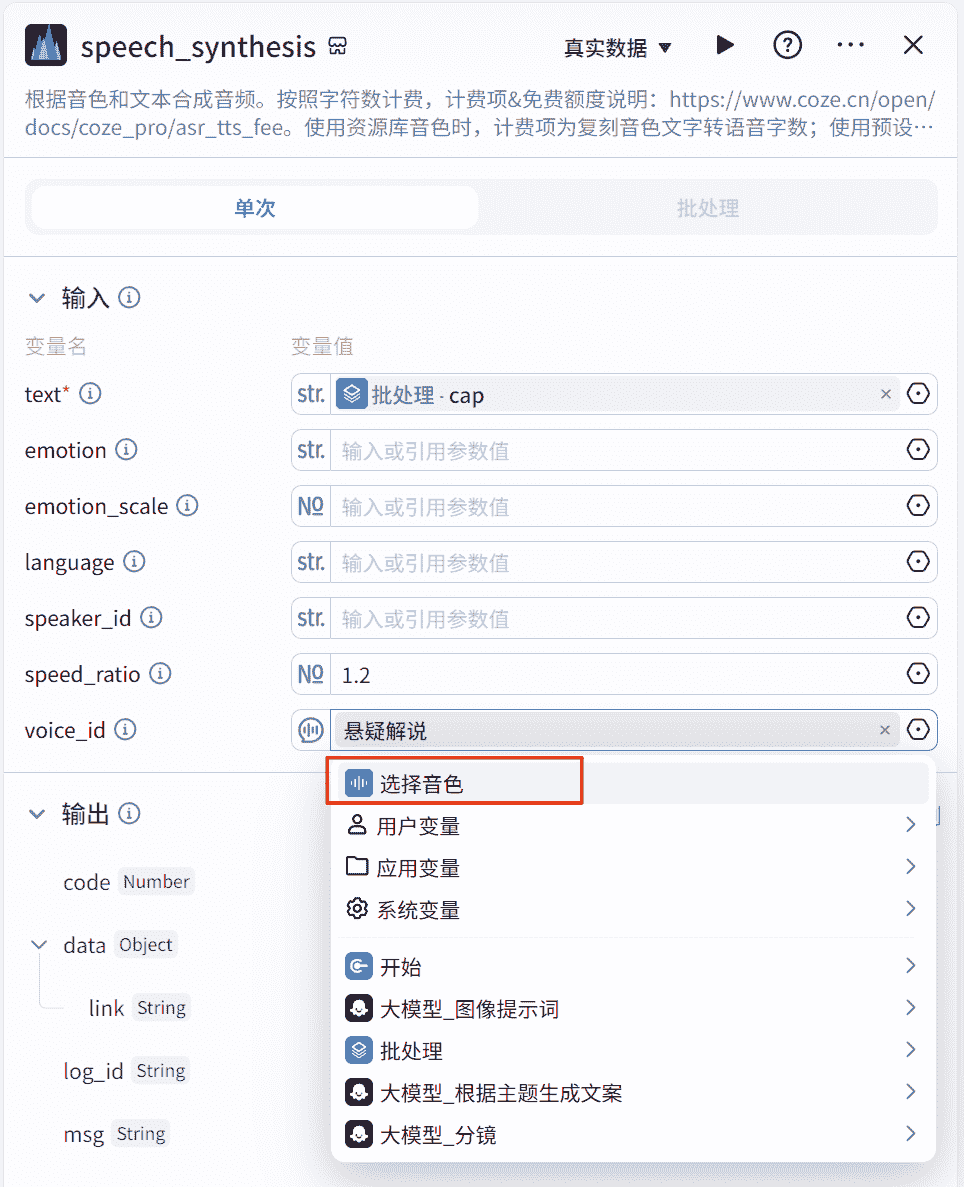 speech_synthesis
真实数据
根据音色和文本合成音频。按照字符数计费，计费项&免费额度说明：https://www.coze.cn/open/
docs/coze_pro/asr_tts_fee。使用资源库音色时，计费项为复刻音色文字转语音字数；使用预设…
单次 批处理
输入
变量名 变量值
text* str. 批处理 - cap
emotion str. 输入或引用参数值
emotion_scale NO 输入或引用参数值
language str. 输入或引用参数值
speaker_id str. 输入或引用参数值
speed_ratio NO 1.2
voice_id 悬疑解说
选择音色
用户变量
应用变量
系统变量
开始
大模型_图像提示词
批处理
大模型_根据主题生成文案
大模型_分镜
输出
code Number
data Object
link String
log_id String
msg String